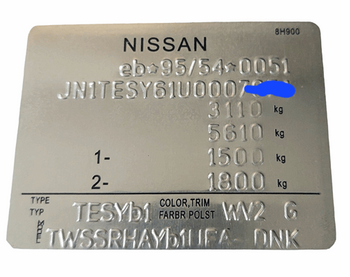 8H900
NISSAN
eb*95/54*0051
JN1TESY61U0007
3110 kg
5610 kg
1- 1500 kg
2- 1800 kg
TYPE COLOR,TRIM
TYP TESYb1 FARBR POLST WV2 G
TWSSRHAYb1UFA- DNK